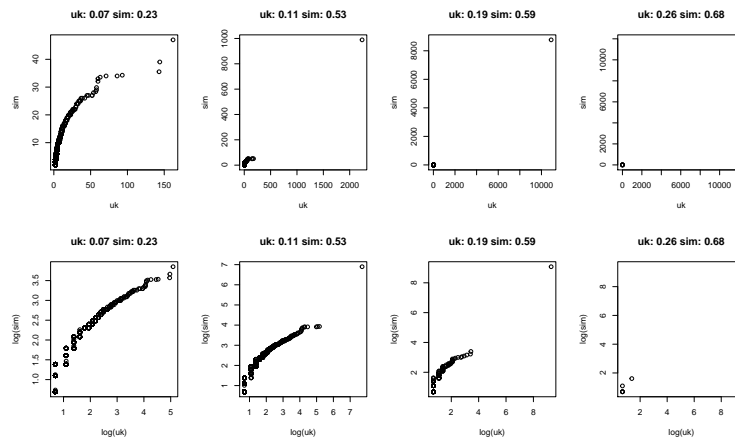 uk: 0.07 sim: 0.23
uk: 0.11 sim: 0.53
uk: 0.19 sim: 0.59
uk: 0.26 sim: 0.68
sim
10 20 30 40
0 50 100 150
uk
sim
0 200 400 600 800 1000
0 500 1000 1500 2000
uk
sim
0 2000 4000 6000 8000
0 2000 6000 10000
uk
sim
0 2000 6000 10000
0 2000 6000 10000
uk
uk: 0.07 sim: 0.23
uk: 0.11 sim: 0.53
uk: 0.19 sim: 0.59
uk: 0.26 sim: 0.68
log(sim)
1.0 1.5 2.0 2.5 3.0 3.5
1 2 3 4 5
log(uk)
log(sim)
1 2 3 4 5 6 7
1 2 3 4 5 6 7
log(uk)
log(sim)
2 4 6 8
2 4 6 8
log(uk)
log(sim)
2 4 6 8
2 4 6 8
log(uk)